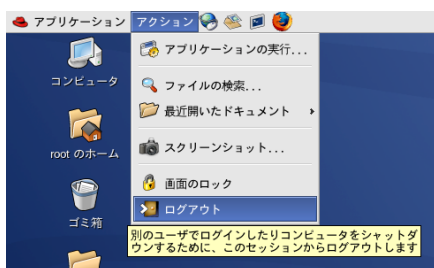 アプリケーション アクション
アプリケーションの実行...
コンピュータ
ファイルの検索...
最近開いたドキュメント
root のホーム
スクリーンショット...
画面のロック
ログアウト
ゴミ箱
別のユーザでログインしたりコンピュータをシャットダ
ウンするために、このセッションからログアウトします